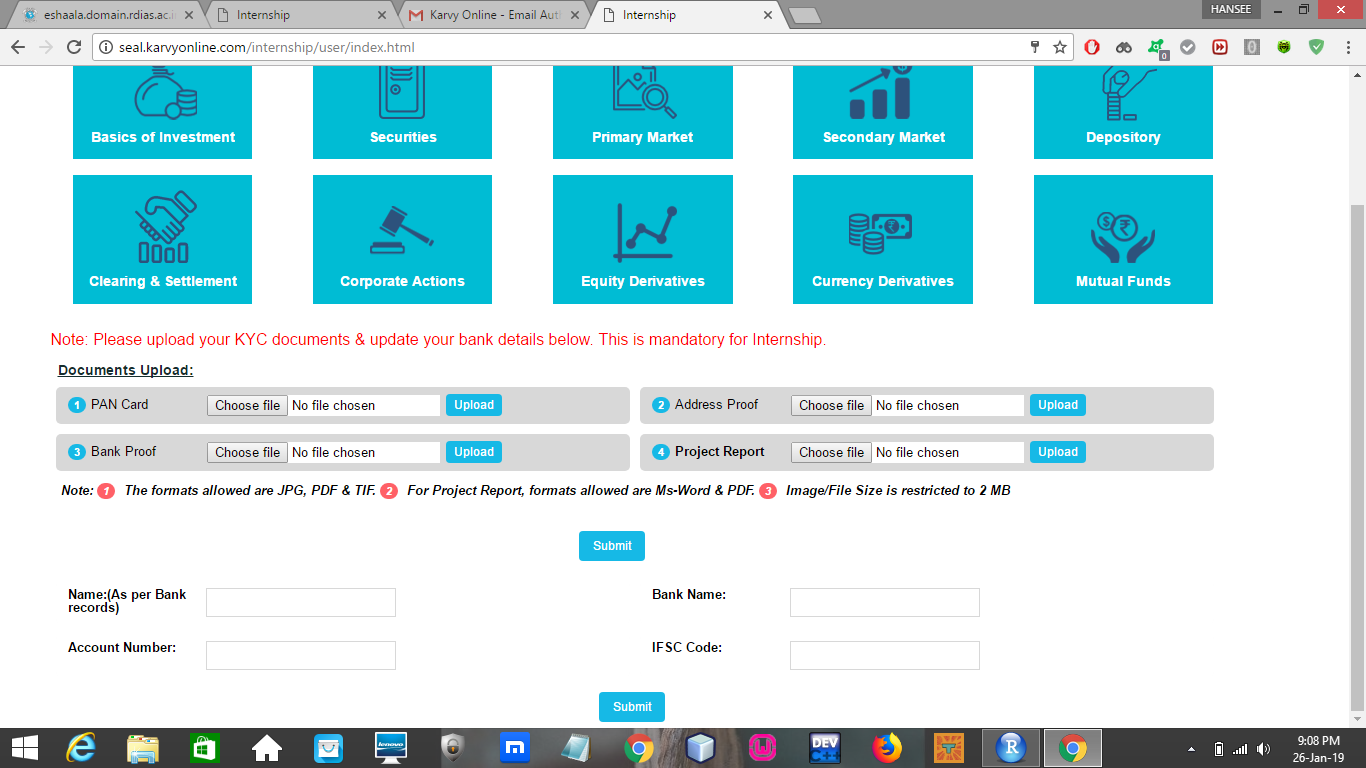 eshaala.domain.rdias.ac.i
Internship
Karvy Online - Email Aut
Internship
HANSEE
seal.karvyonline.com/internship/user/index.html
0
Basics of Investment
Securities
Primary Market
Secondary Market
Depository
Clearing & Settlement
Corporate Actions
Equity Derivatives
Currency Derivatives
Mutual Funds
Note: Please upload your KYC documents & update your bank details below. This is mandatory for Internship.
Documents Upload:
1 PAN Card Choose file No file chosen Upload
2 Address Proof Choose file No file chosen Upload
3 Bank Proof Choose file No file chosen Upload
4 Project Report Choose file No file chosen Upload
Note: 1 The formats allowed are JPG, PDF & TIF. 2 For Project Report, formats allowed are Ms-Word & PDF. 3 Image/File Size is restricted to 2 MB
Submit
Name:(As per Bank
records)
Bank Name:
Account Number:
IFSC Code:
Submit
lenovo
m
DEV
C++
T
R
9:08 PM
26-Jan-19